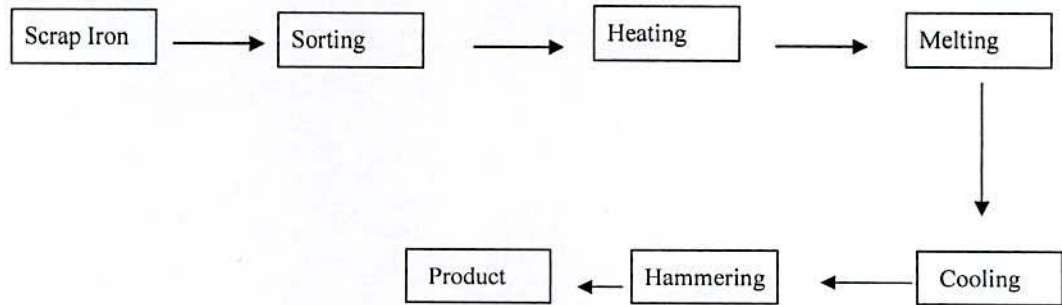 Scrap Iron
Sorting
Heating
Melting
Cooling
Hammering
Product